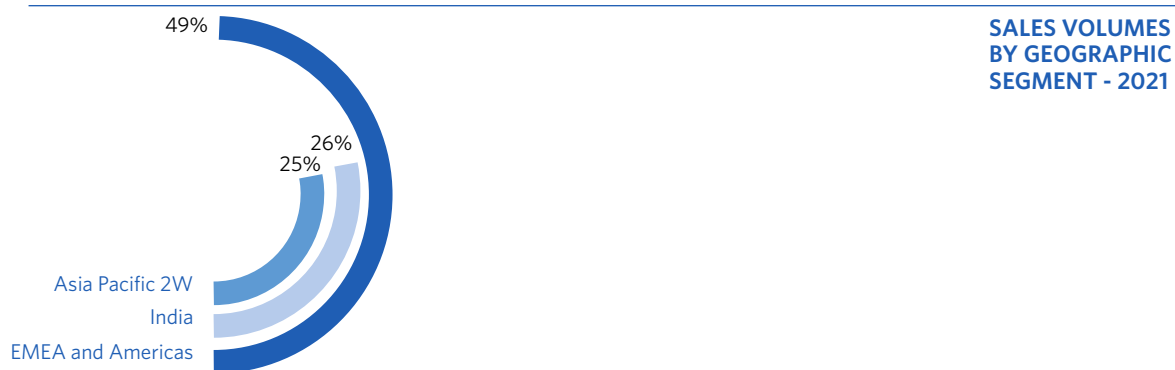 SALES VOLUMES
BY GEOGRAPHIC
SEGMENT - 2021
49%
26%
25%
Asia Pacific 2W
India
EMEA and Americas